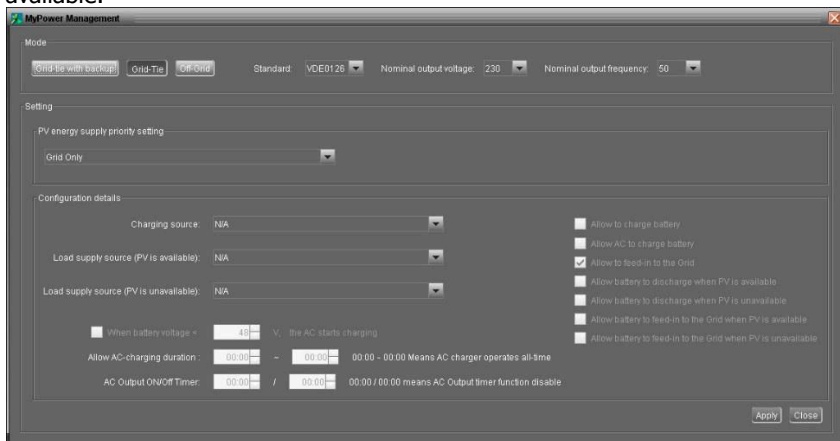 available.
MyPower Management
Mode
Grid-tie with backup Grid-Tie Off-Grid Standard: VDE0126 Nominal output voltage: 230 Nominal output frequency: 50
Setting
PV energy supply priority setting
Grid Only
Configuration details
Charging source: N/A
Load supply source (PV is available): N/A
Load supply source (PV is unavailable): N/A
When battery voltage < 48 V, the AC starts charging
Allow AC-charging duration : 00:00 ~ 00:00 00:00 - 00:00 Means AC charger operates all-time
AC Output ON/Off Timer: 00:00 / 00:00 00:00 / 00:00 means AC Output timer function disable
Allow to charge battery
Allow AC to charge battery
Allow to feed-in to the Grid
Allow battery to discharge when PV is available
Allow battery to discharge when PV is unavailable
Allow battery to feed-in to the Grid when PV is available
Allow battery to feed-in to the Grid when PV is unavailable
Apply Close